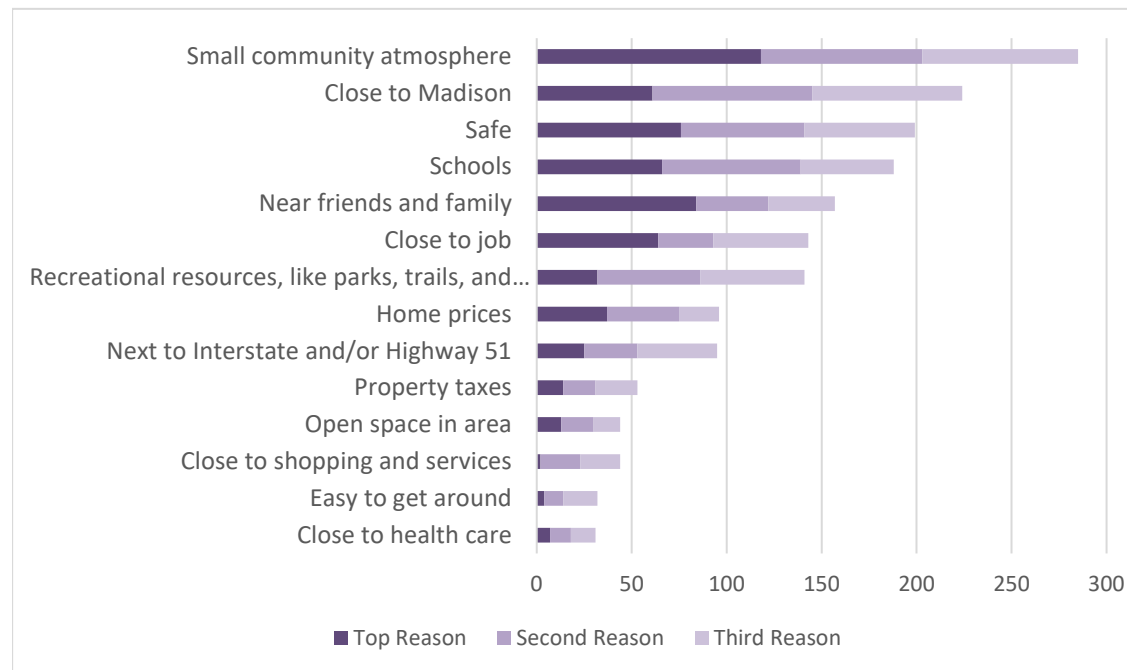 Small community atmosphere
Close to Madison
Safe
Schools
Near friends and family
Close to job
Recreational resources, like parks, trails, and…
Home prices
Next to Interstate and/or Highway 51
Property taxes
Open space in area
Close to shopping and services
Easy to get around
Close to health care
0 50 100 150 200 250 300
Top Reason Second Reason Third Reason